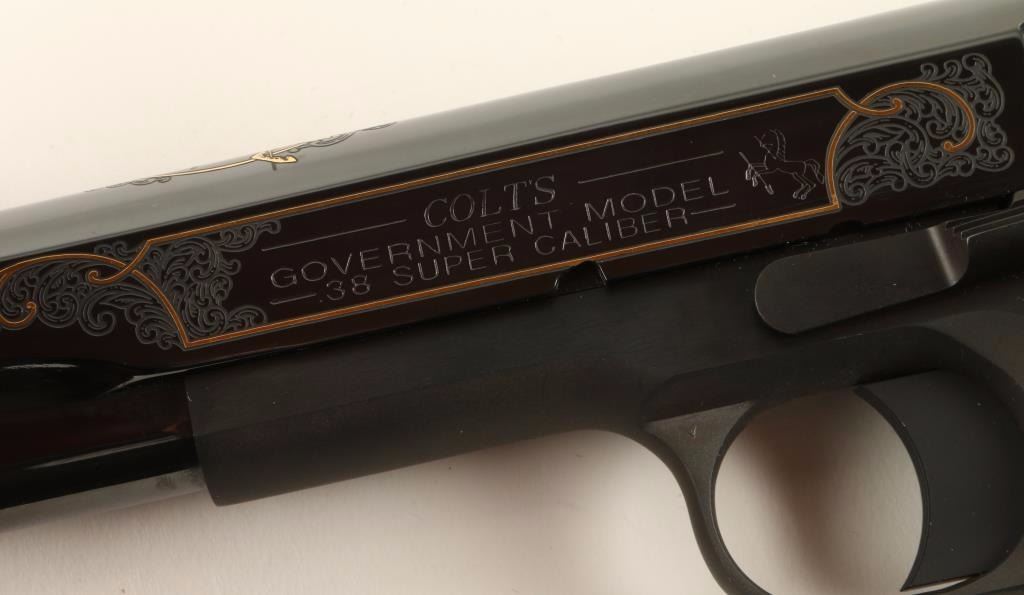 COLT'S
GOVERNMENT MODEL
.38 SUPER CALIBER